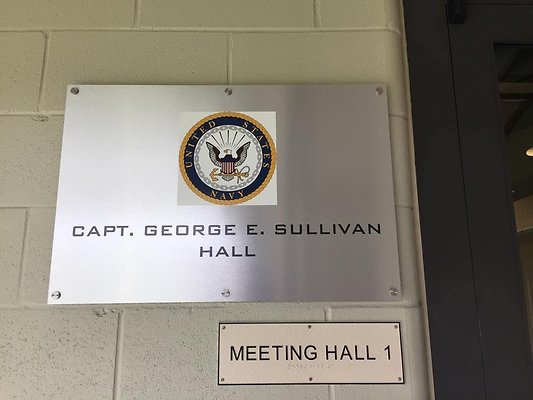 UNITED STATES
NAVY
CAPT. GEORGE E. SULLIVAN
HALL
MEETING HALL 1